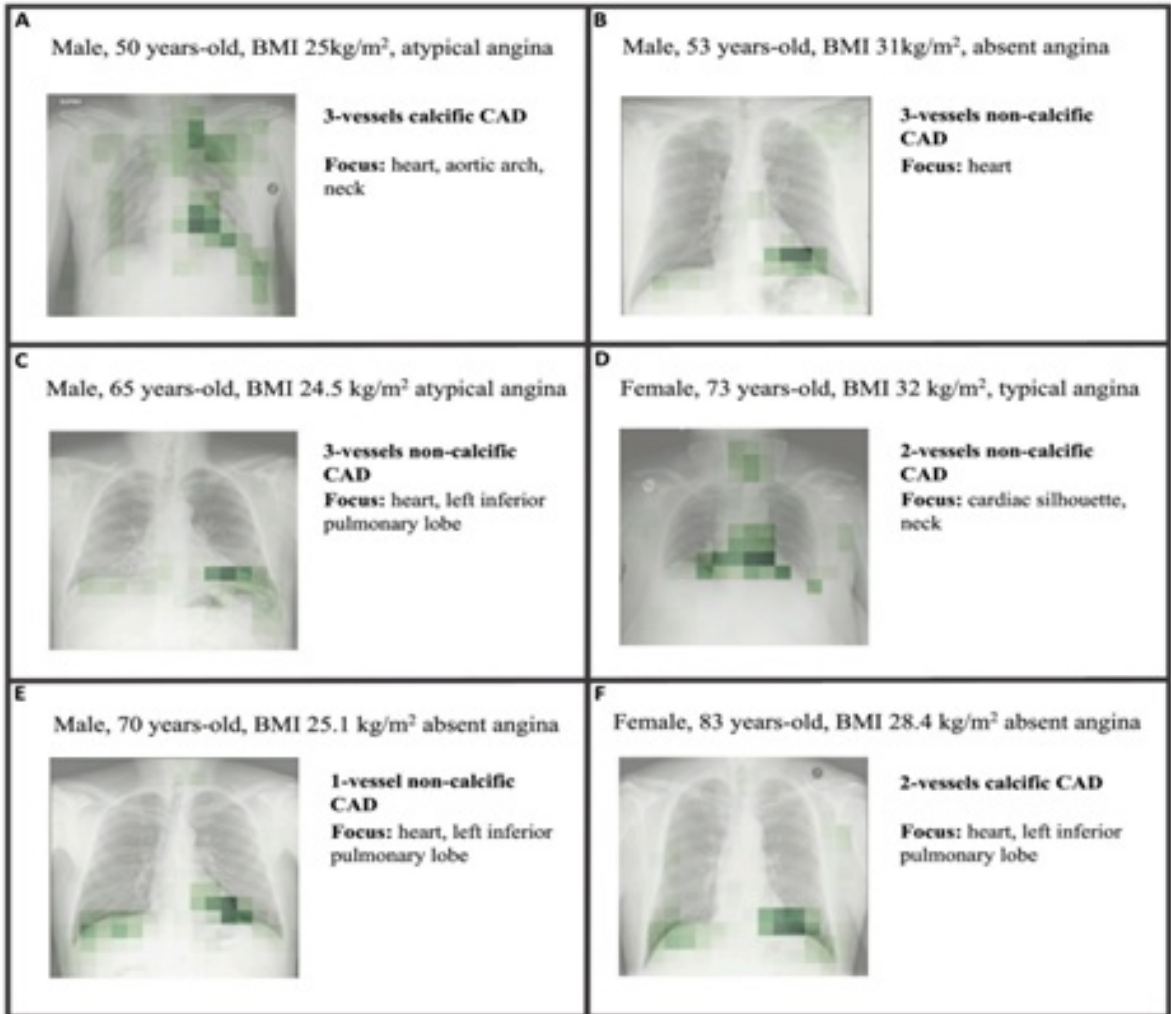 A
Male, 50 years-old, BMI 25kg/m², atypical angina
3-vessels calcific CAD
Focus: heart, aortic arch,
neck
B
Male, 53 years-old, BMI 31kg/m², absent angina
3-vessels non-calcific
CAD
Focus: heart
C
Male, 65 years-old, BMI 24.5 kg/m² atypical angina
3-vessels non-calcific
CAD
Focus: heart, left inferior
pulmonary lobe
D
Female, 73 years-old, BMI 32 kg/m², typical angina
2-vessels non-calcific
CAD
Focus: cardiac silhouette,
neck
E
Male, 70 years-old, BMI 25.1 kg/m² absent angina
1-vessel non-calcific
CAD
Focus: heart, left inferior
pulmonary lobe
F
Female, 83 years-old, BMI 28.4 kg/m² absent angina
2-vessels calcific CAD
Focus: heart, left inferior
pulmonary lobe